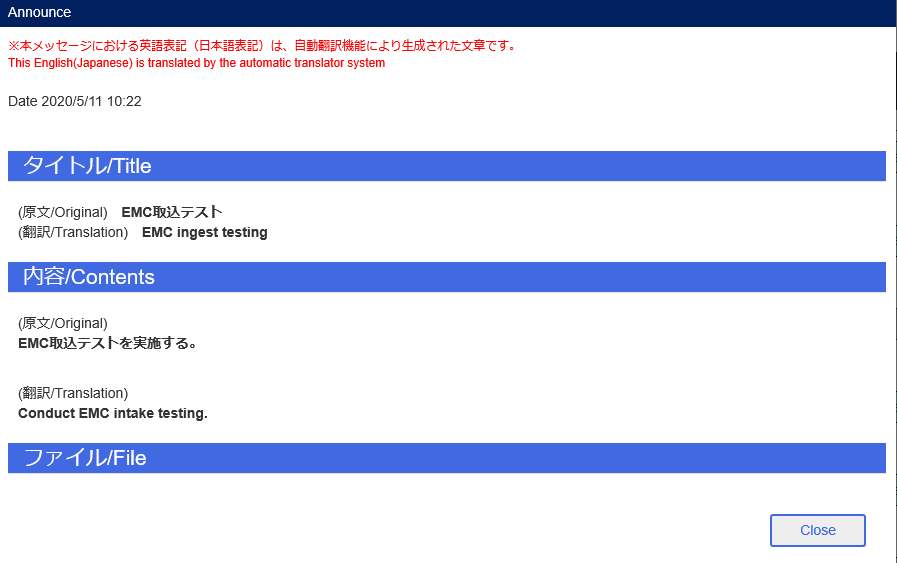 Announce
※本メッセージにおける英語表記（日本語表記）は、自動翻訳機能により生成された文章です。
This English(Japanese) is translated by the automatic translator system
Date 2020/5/11 10:22
タイトル/Title
(原文/Original) EMC取込テスト
(翻訳/Translation) EMC ingest testing
内容/Contents
(原文/Original)
EMC取込テストを実施する。
(翻訳/Translation)
Conduct EMC intake testing.
ファイル/File
Close